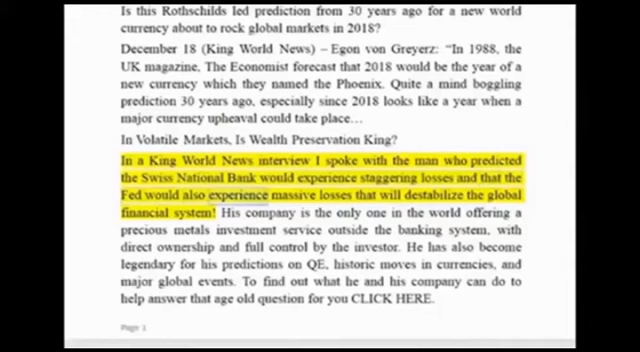 Is this Rothschilds led prediction from 30 years ago for a new world
currency about to rock global markets in 2018?
December 18 (King World News) – Egon von Greyerz: "In 1988, the
UK magazine, The Economist forecast that 2018 would be the year of a
new currency which they named the Phoenix. Quite a mind boggling
prediction 30 years ago, especially since 2018 looks like a year when a
major currency upheaval could take place…
In Volatile Markets, Is Wealth Preservation King?
In a King World News interview I spoke with the man who predicted
the Swiss National Bank would experience staggering losses and that the
Fed would also experience massive losses that will destabilize the global
financial system! His company is the only one in the world offering a
precious metals investment service outside the banking system, with
direct ownership and full control by the investor. He has also become
legendary for his predictions on QE, historic moves in currencies, and
major global events. To find out what he and his company can do to
help answer that age old question for you CLICK HERE.
Page 1